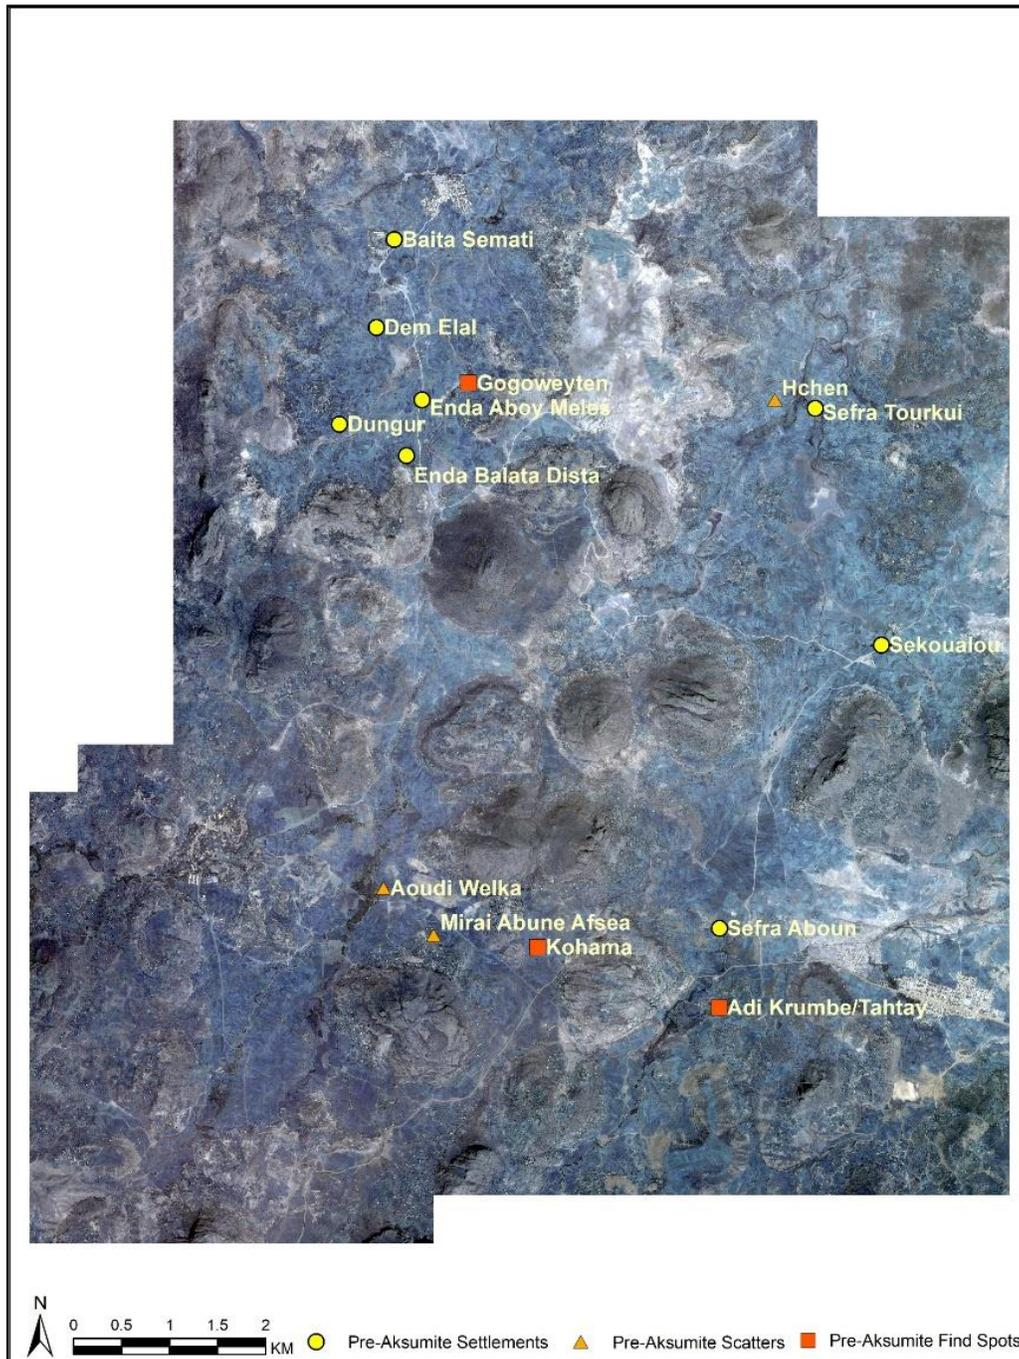 Baita Semati
Dem Elal
Gogoweyten
Enda Aboy Meles
Hchen
Sefra Tourkui
Dungur
Enda Balata Dista
Sekoualou
Aoudi Welka
Mirai Abune Afsea
Sefra Aboun
Kohama
Adi Krumbe/Tahtay
N
0 0.5 1 2
KM
Pre-Aksumite Settlements
Pre-Aksumite Scatters
Pre-Aksumite Find Spots